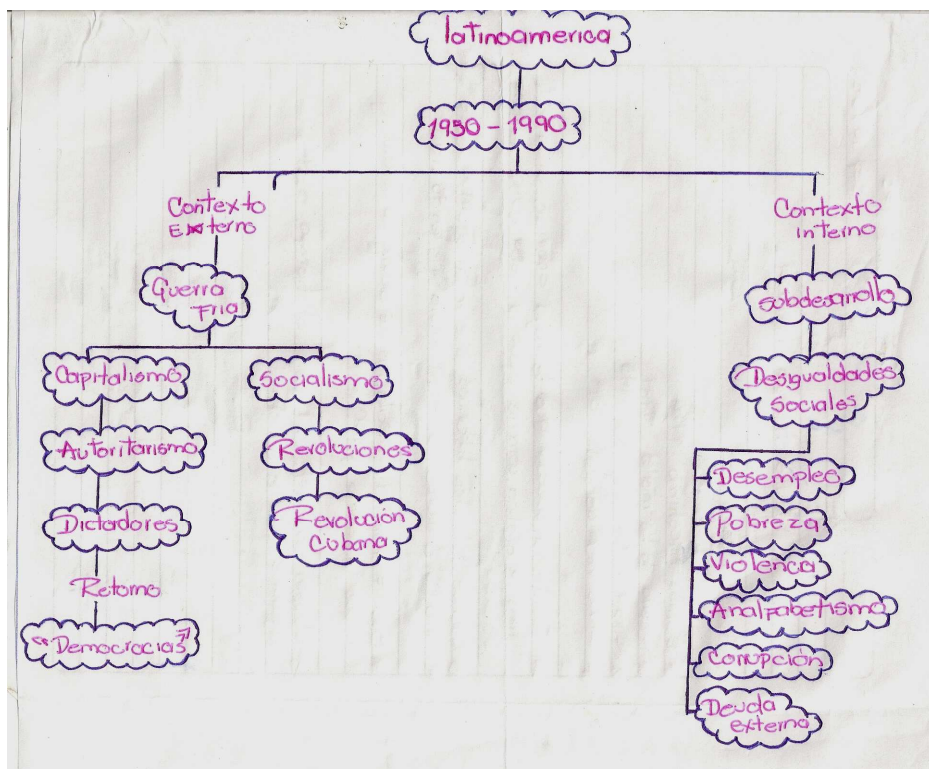 latinoamerica
1950-1990
Contexto
Externo
Guerra
Fria
Capitalismo
Autoritarismo
Dictadores
Retorno
"Democracias"
Socialismo
Revoluciones
Revolución
Cubana
Contexto
interno
subdesarrollo
Desigualdades
Sociales
Desempleo
Pobreza
Violencia
Analfabetismo
Corrupción
Deuda
externa